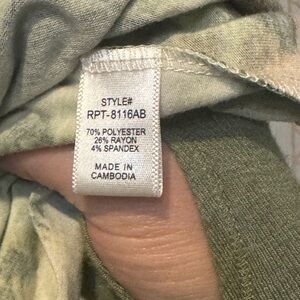 STYLE#
RPT-8116AB
70% POLYESTER
26% RAYON
4% SPANDEX
MADE IN
CAMBODIA